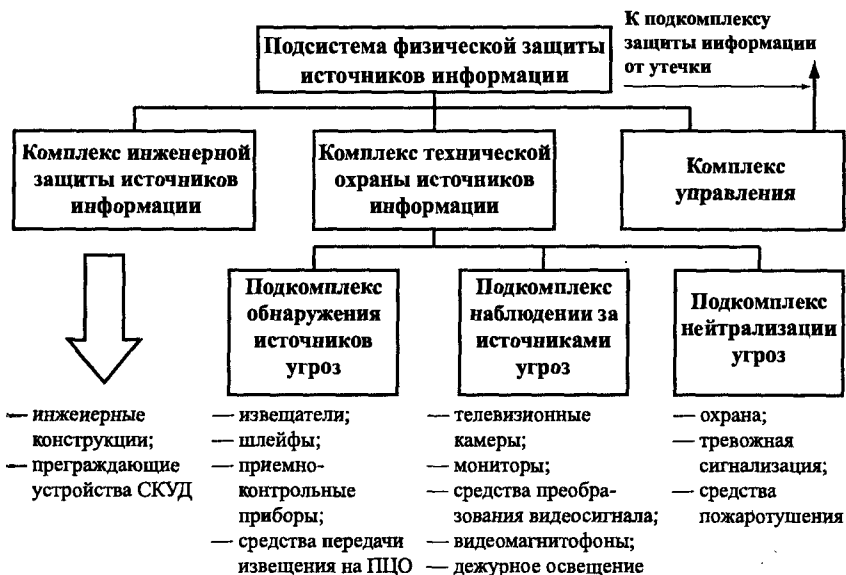 Подсистема физической защиты
источников информации
К подкомплексу
защиты ииформации
от утечки
Комплекс инженерной
защиты источников
информации
Комплекс технической
охраны источников
информации
Комплекс
управления
Подкомплекс
обнаружения
источников
угроз
Подкомплекс
наблюдении за
источниками
угроз
Подкомплекс
нейтрализации
угроз
— инжеиерные
конструкции;
— преграждающие
устройства СКУД
— извещатели;
— шлейфы;
— приемно-
контрольные
приборы;
— средства передачи
извещения на ПЦО
— телевизионные
камеры;
— мониторы;
— средства преобра-
зования видеосигнала;
— видеомагнитофоны;
— дежурное освещение
— охрана;
— тревожная
сигнализация;
— средства
пожаротушения